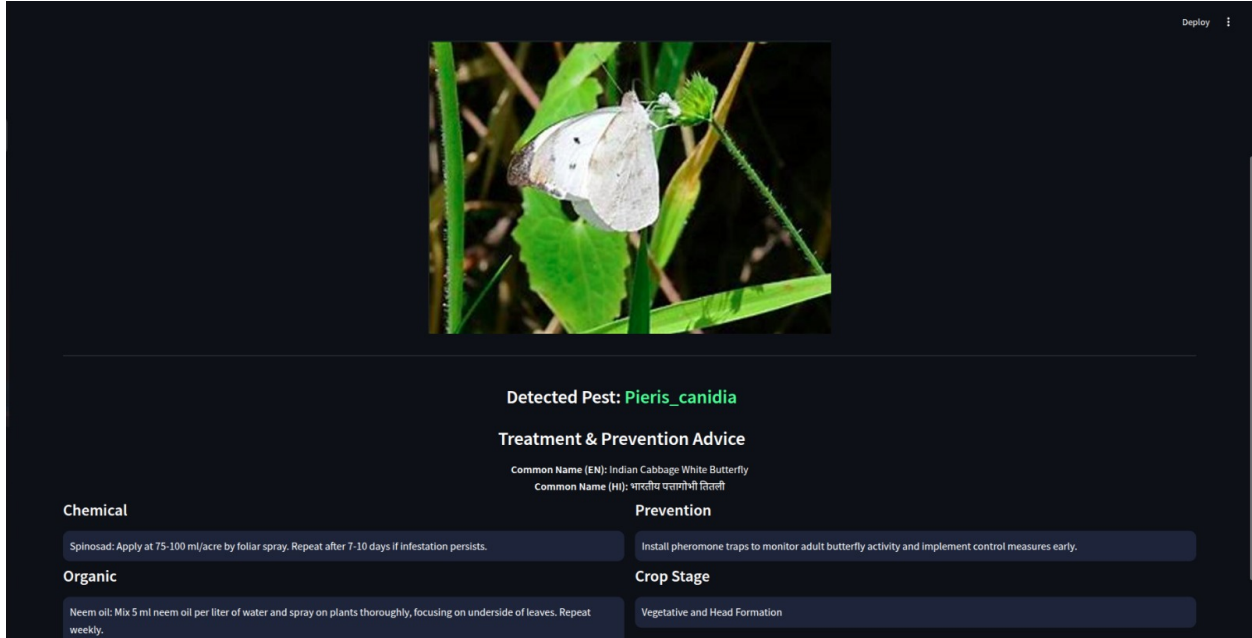 Deploy
Detected Pest: Pieris_canidia
Treatment & Prevention Advice
Common Name (EN): Indian Cabbage White Butterfly
Common Name (HI): भारतीय पत्तागोभी तितली
Chemical
Spinosad: Apply at 75-100 ml/acre by foliar spray. Repeat after 7-10 days if infestation persists.
Prevention
Install pheromone traps to monitor adult butterfly activity and implement control measures early.
Organic
Neem oil: Mix 5 ml neem oil per liter of water and spray on plants thoroughly, focusing on underside of leaves. Repeat
weekly.
Crop Stage
Vegetative and Head Formation